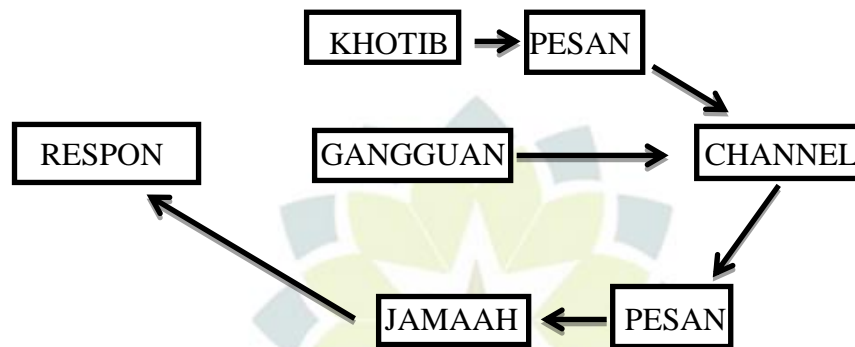 KHOTIB PESAN
RESPON GANGGUAN CHANNEL
JAMAAH PESAN